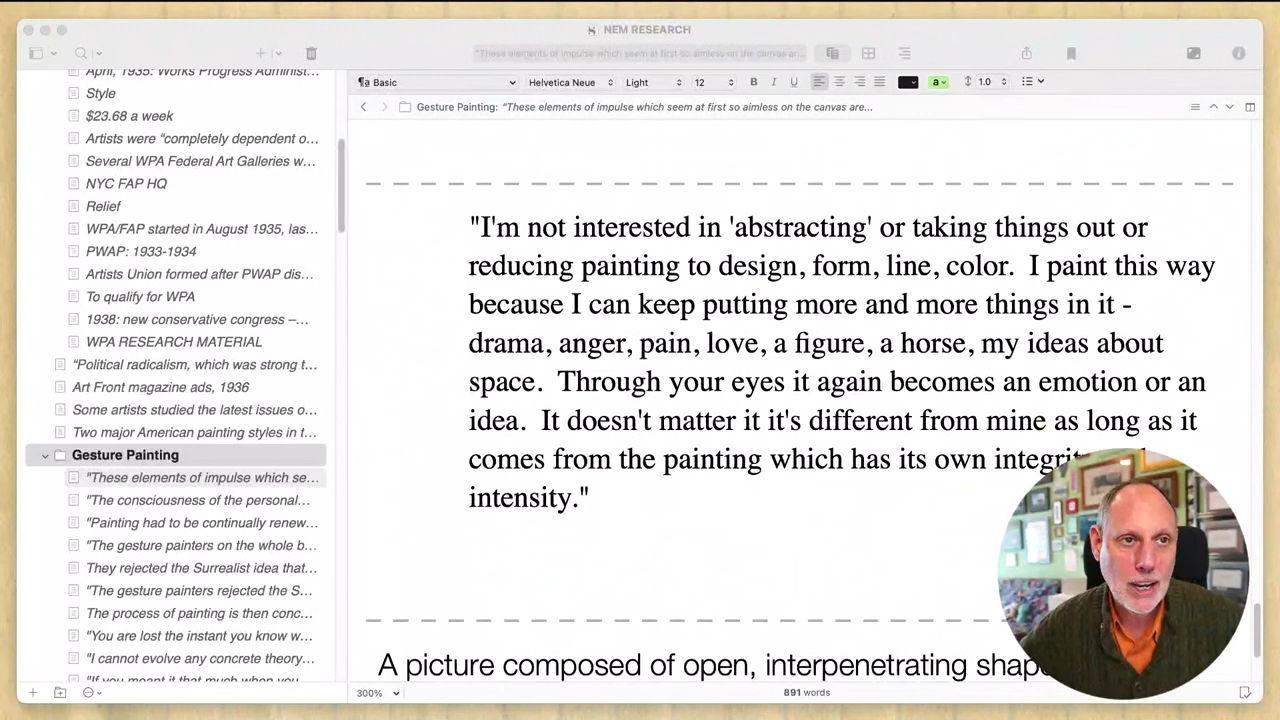 NEM RESEARCH
"These elements of impulse which seem at first so aimless on the canvas ar...
¶a Basic
Helvetica Neue
Light
12
B
I
U
a
1.0
Gesture Painting: "These elements of impulse which seem at first so aimless on the canvas are...
April, 1935: Works Progress Administ...
Style
$23.68 a week
Artists were "completely dependent o...
Several WPA Federal Art Galleries w...
NYC FAP HQ
Relief
WPA/FAP started in August 1935, las...
PWAP: 1933-1934
Artists Union formed after PWAP dis...
To qualify for WPA
1938: new conservative congress –...
WPA RESEARCH MATERIAL
"Political radicalism, which was strong t...
Art Front magazine ads, 1936
Some artists studied the latest issues o...
Two major American painting styles in t...
Gesture Painting
"These elements of impulse which se...
"The consciousness of the personal...
"Painting had to be continually renew...
"The gesture painters on the whole b...
They rejected the Surrealist idea that...
"The gesture painters rejected the S...
The process of painting is then conc...
"You are lost the instant you know w...
"I cannot evolve any concrete theory...
"If you meant it that much when you
"I'm not interested in 'abstracting' or taking things out or
reducing painting to design, form, line, color. I paint this way
because I can keep putting more and more things in it -
drama, anger, pain, love, a figure, a horse, my ideas about
space. Through your eyes it again becomes an emotion or an
idea. It doesn't matter it it's different from mine as long as it
comes from the painting which has its own
intensity."
A picture composed of open, interpenetrating
300%
891 words